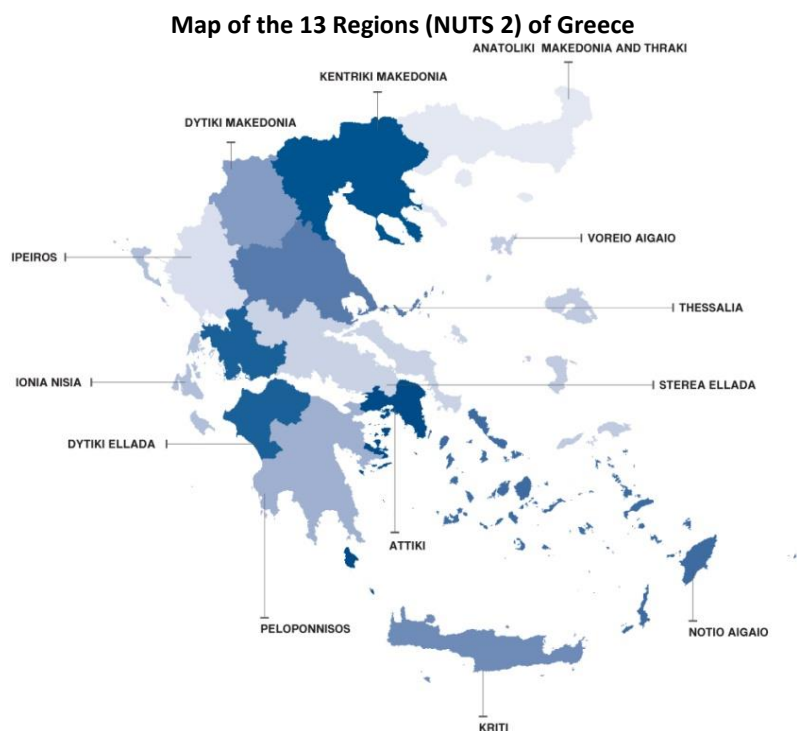 Map of the 13 Regions (NUTS 2) of Greece
ANATOLIKI MAKEDONIA AND THRAKI
KENTRIKI MAKEDONIA
DYTIKI MAKEDONIA
VOREIO AIGAIO
IPEIROS
THESSALIA
IONIA NISIA
STEREA ELLADA
DYTIKI ELLADA
ATTIKI
PELOPONNISOS
NOTIO AIGAIO
KRITI